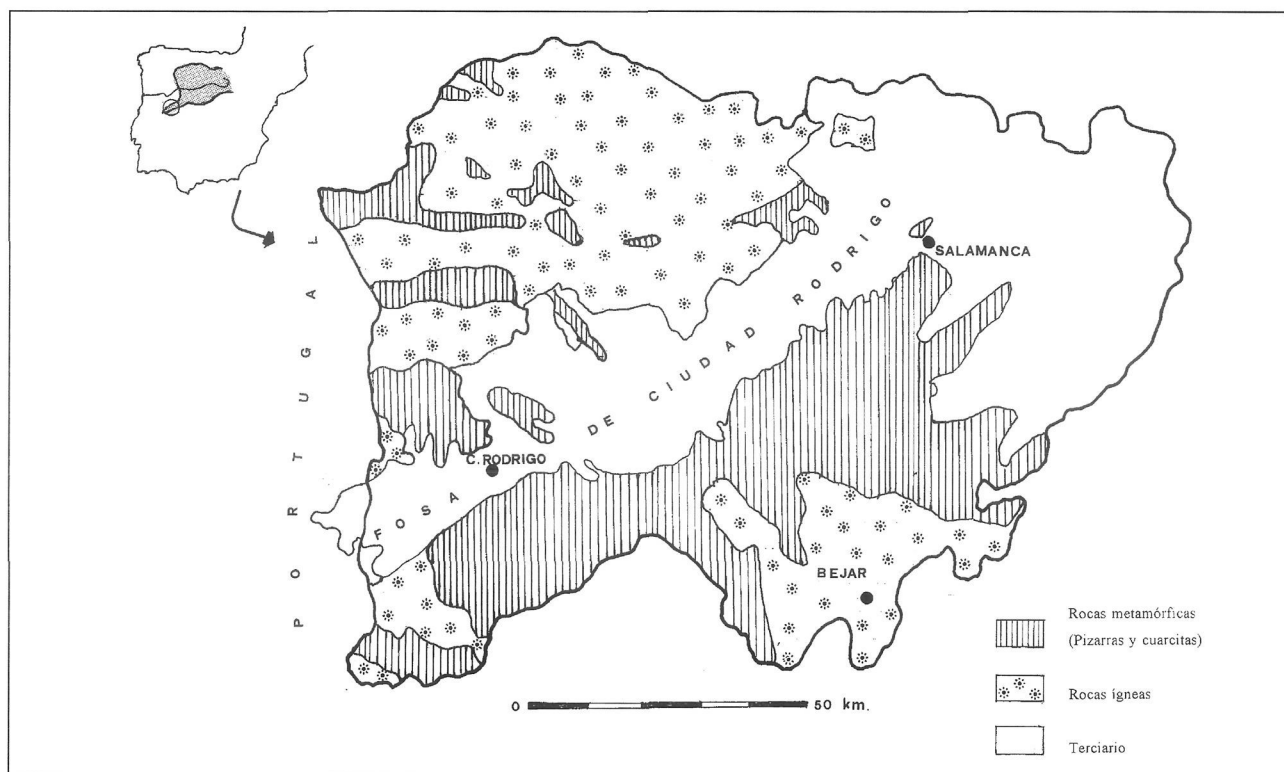 PORTUGAL
SALAMANCA
FOSA DE CIUDAD RODRIGO
C. RODRIGO
BEJAR
Rocas metamórficas
(Pizarras y cuarcitas)
Rocas ígneas
Terciario
0 50 km.